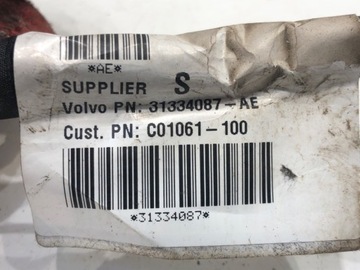 *AE*
SUPPLIER S
Volvo PN: 31334087-AE
Cust. PN: C01061-100
*31334087*